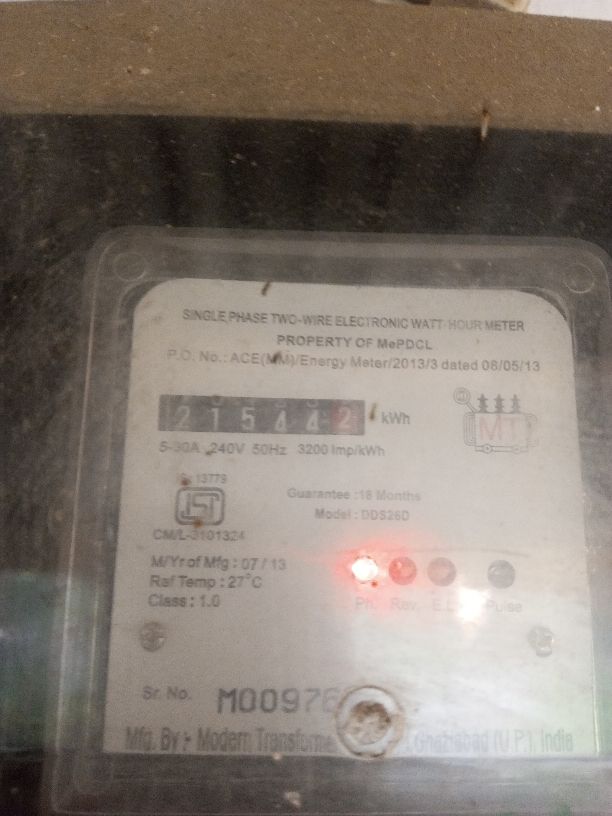 SINGLE PHASE TWO-WIRE ELECTRONIC WATT-HOUR METER
PROPERTY OF MePDCL
P.O. No.: ACE(MM)/Energy Meter/2013/3 dated 06/05/13
215442 kWh
5-30A 240V 50Hz 3200 Imp/kWh
MT
13779
ISI
Guarantee :18 Months
Model : DDS26D
CM/L-3101324
M/Yr of Mfg : 07 / 13
Ref Temp : 27°C
Class : 1.0
Ph. Rev. E.L. Pulse
Sr. No. M00976
Mfg. By :- Modern Transforme Ghaziabad (U.P.), India